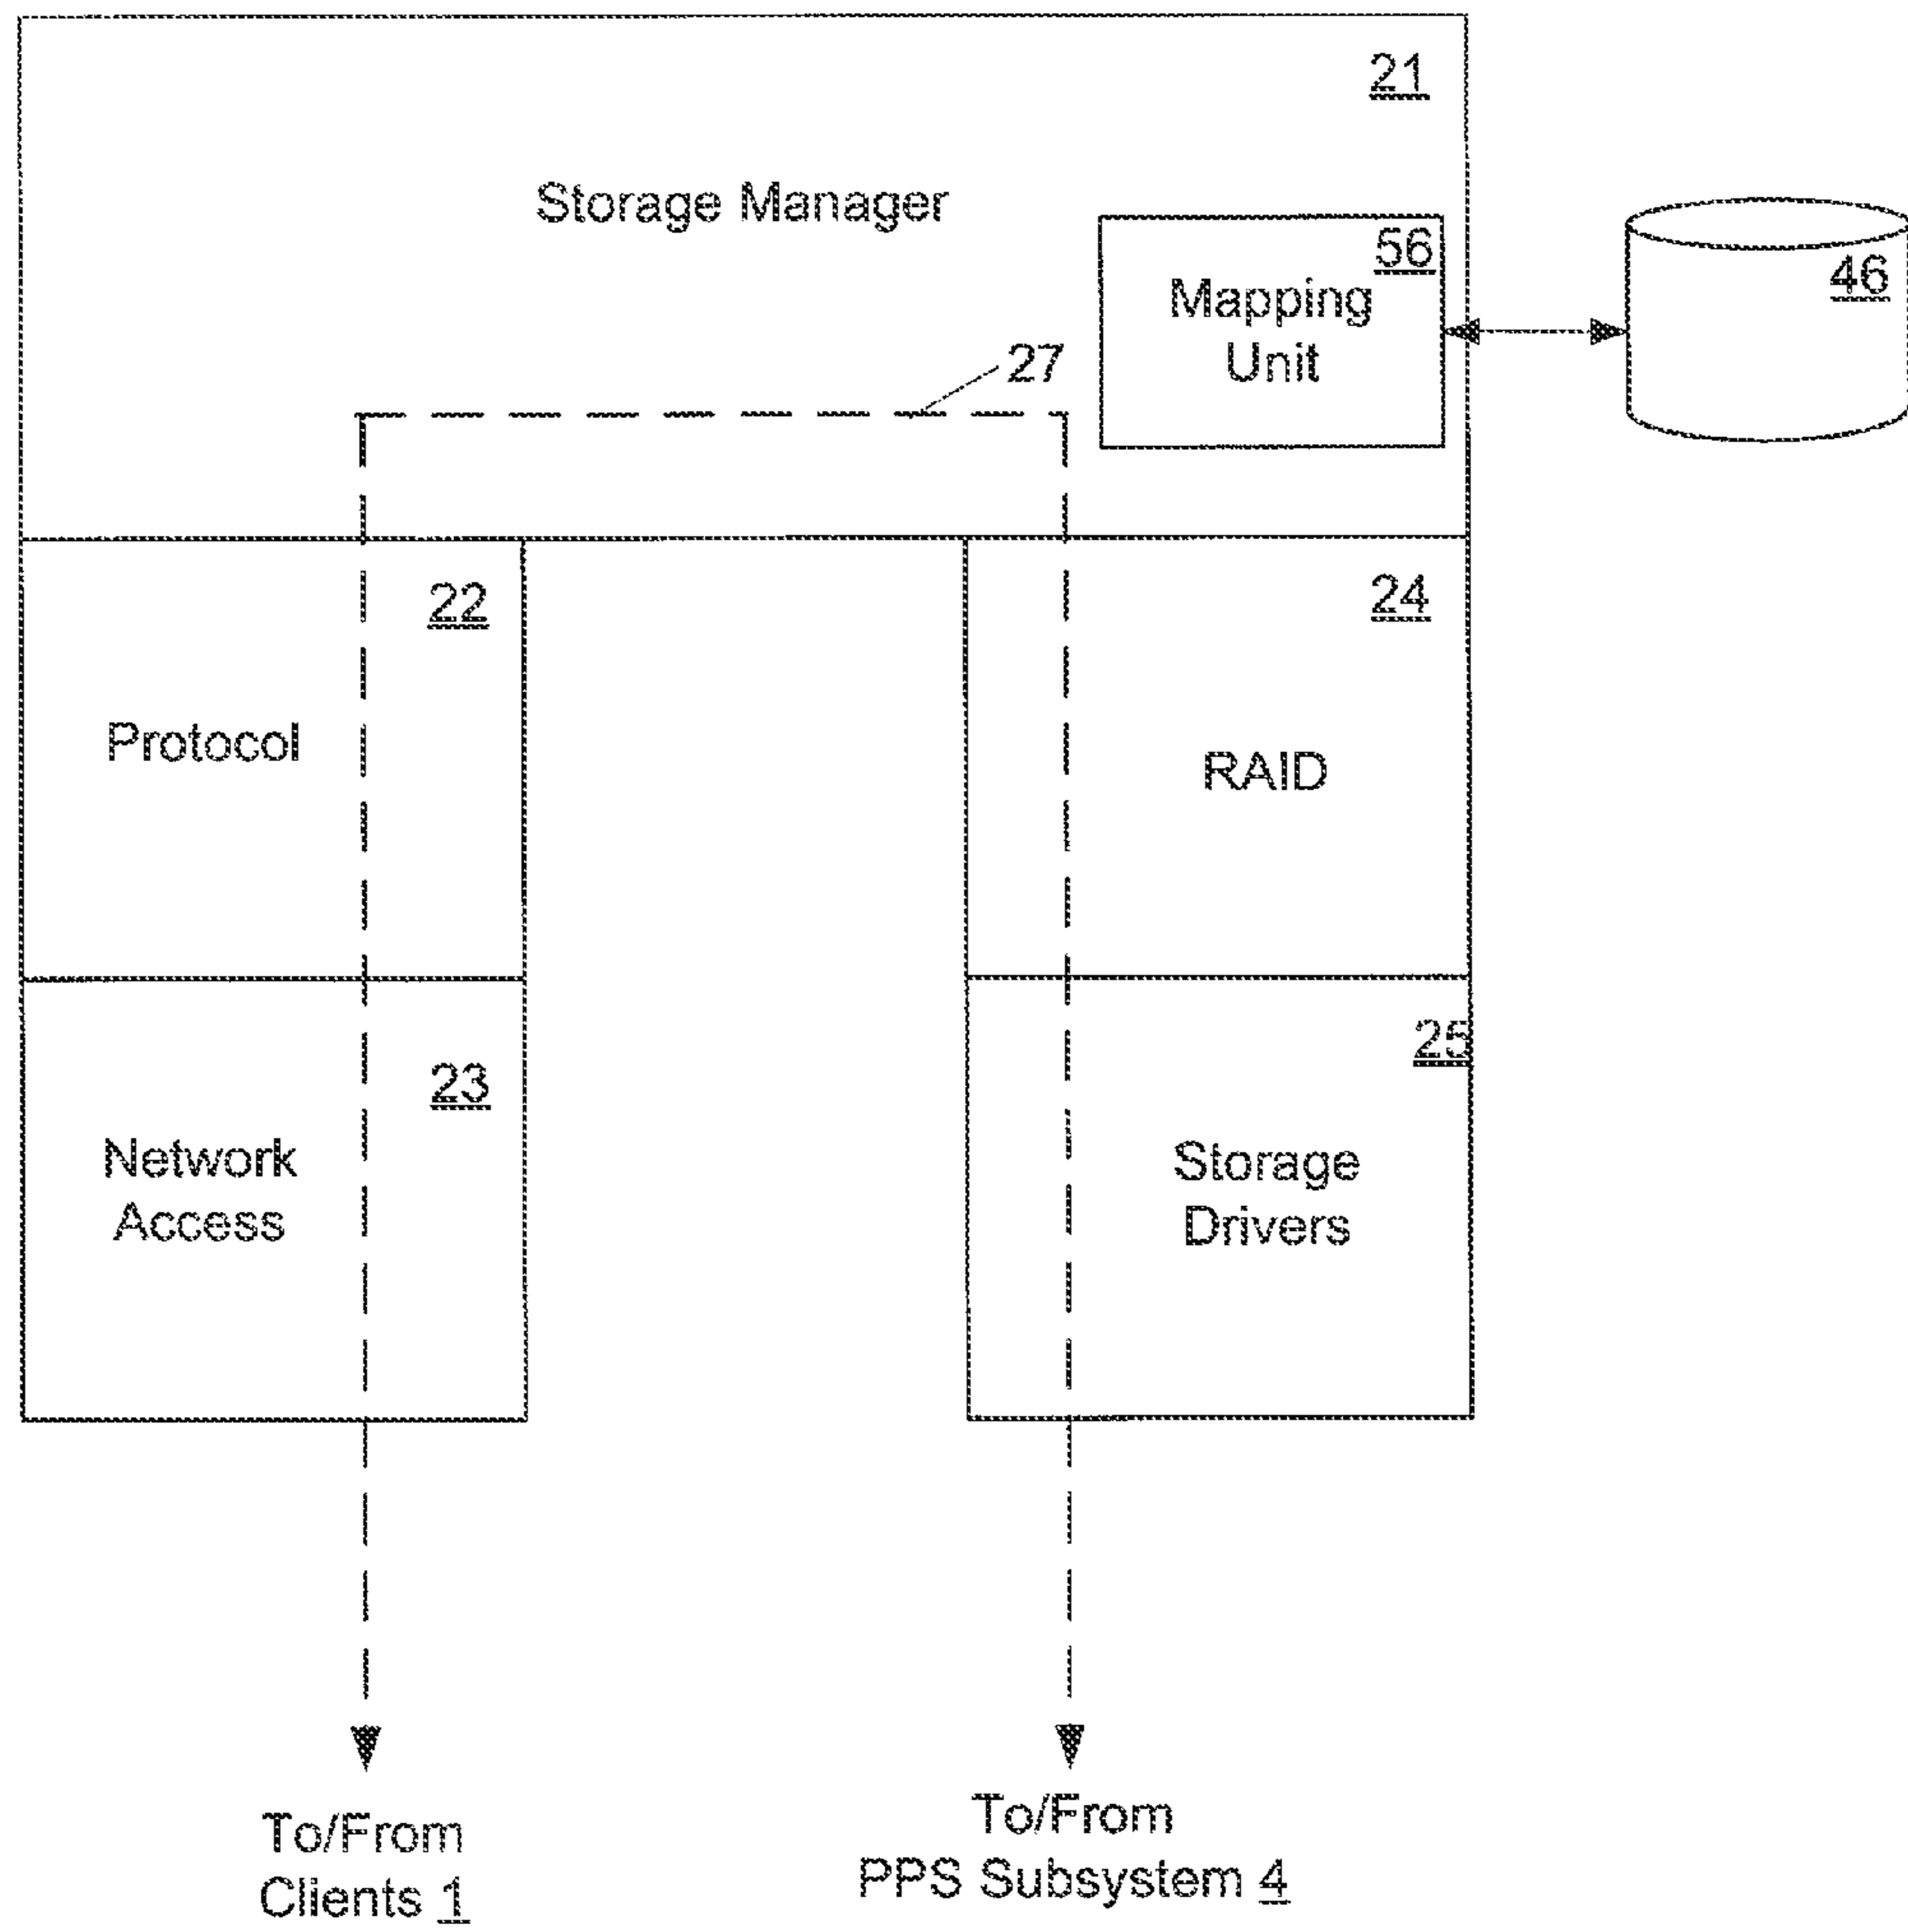 21
Storage Manager
56
Mapping
Unit
46
27
22
Protocol
24
RAID
23
Network
Access
25
Storage
Drivers
To/From
Clients 1
To/From
PPS Subsystem 4